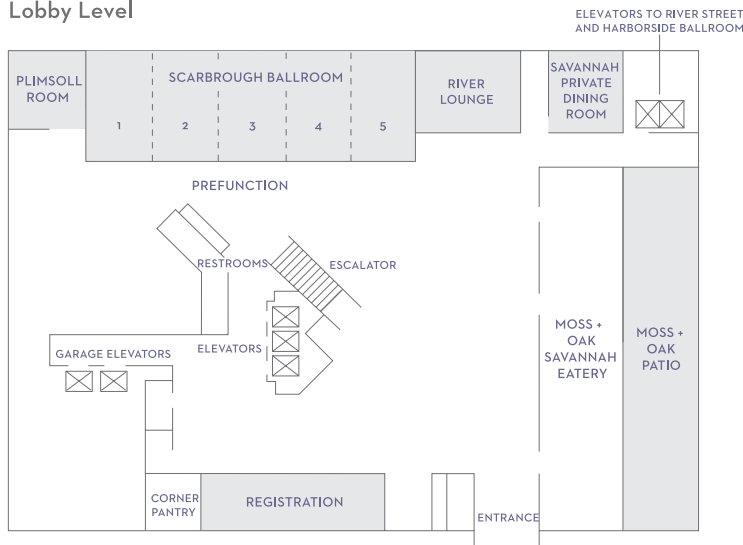 Lobby Level
ELEVATORS TO RIVER STREET
AND HARBORSIDE BALLROOM
PLIMSOLL
ROOM
SCARBROUGH BALLROOM
1
2
3
4
5
RIVER
LOUNGE
SAVANNAH
PRIVATE
DINING
ROOM
PREFUNCTION
RESTROOMS
ESCALATOR
ELEVATORS
GARAGE ELEVATORS
MOSS +
OAK
SAVANNAH
EATERY
MOSS +
OAK
PATIO
CORNER
PANTRY
REGISTRATION
ENTRANCE